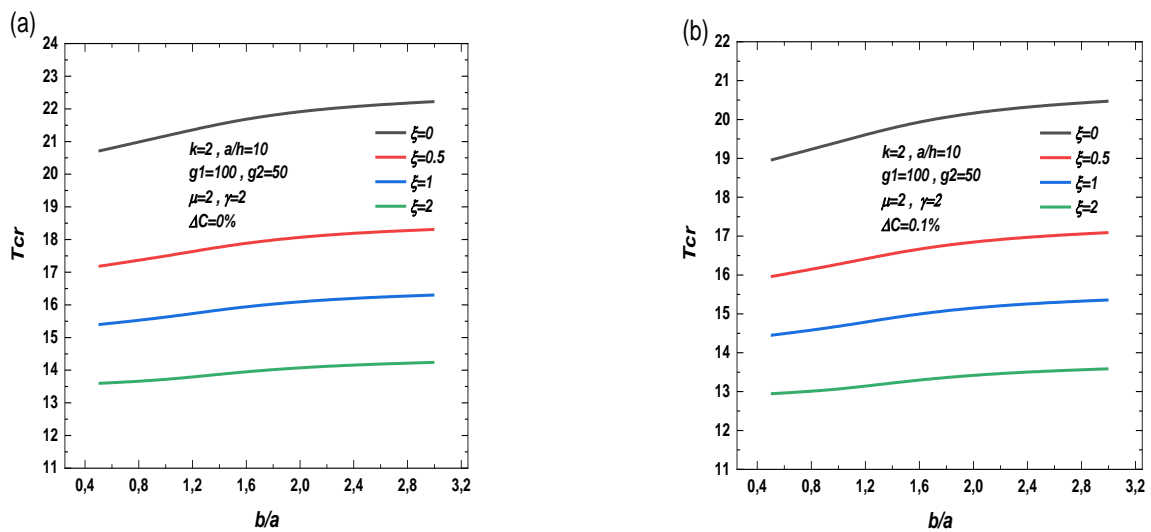 (a)
24
23
22
21
20
19
18
17
16
15
14
13
12
11
Tcr
ξ=0
ξ=0.5
ξ=1
ξ=2
k=2 , a/h=10
g1=100 , g2=50
μ=2 , γ=2
ΔC=0%
0,4 0,8 1,2 1,6 2,0 2,4 2,8 3,2
b/a
(b)
22
21
20
19
18
17
16
15
14
13
12
11
Tcr
ξ=0
ξ=0.5
ξ=1
ξ=2
k=2 , a/h=10
g1=100 , g2=50
μ=2 , γ=2
ΔC=0.1%
0,4 0,8 1,2 1,6 2,0 2,4 2,8 3,2
b/a